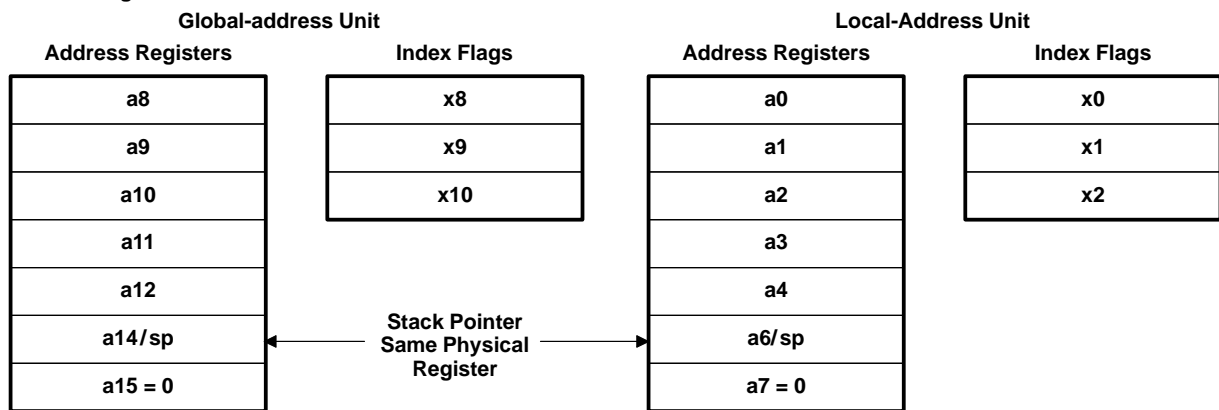 Global-address Unit
Local-Address Unit
Address Registers
Index Flags
Address Registers
Index Flags
a8
x8
a0
x0
a9
x9
a1
x1
a10
x10
a2
x2
a11
a3
a12
a4
a14/sp
Stack Pointer
Same Physical
Register
a6/sp
a15 = 0
a7 = 0